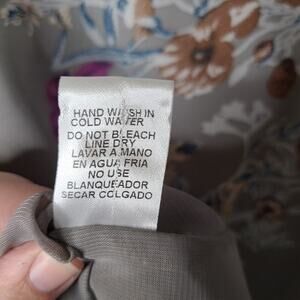 HAND WASH IN
COLD WATER
DO NOT BLEACH
LINE DRY
LAVAR A MANO
EN AGUA FRIA
NO USE
BLANQUEADOR
SECAR COLGADO